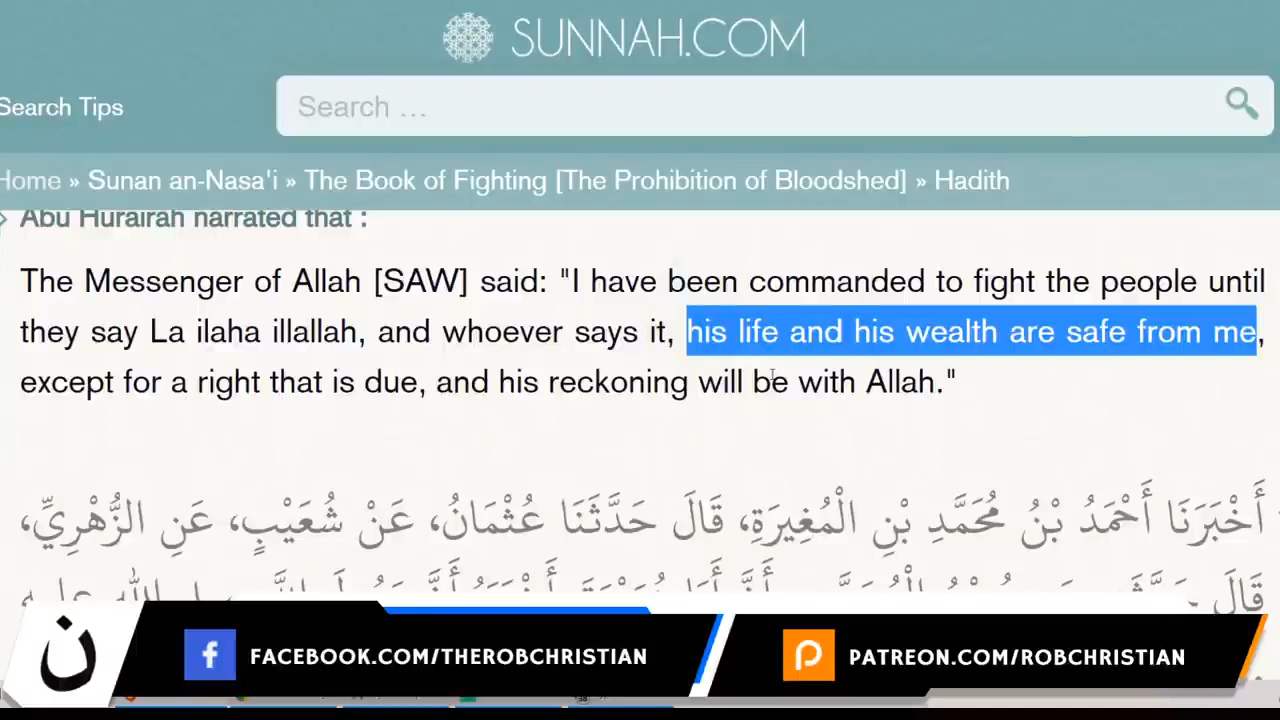 SUNNAH.COM
Search Tips
Search ...
Home » Sunan an-Nasa'i » The Book of Fighting [The Prohibition of Bloodshed] » Hadith
Abu Hurairah narrated that :
The Messenger of Allah [SAW] said: "I have been commanded to fight the people until
they say La ilaha illallah, and whoever says it, his life and his wealth are safe from me,
except for a right that is due, and his reckoning will be with Allah."
أَخْبَرَنَا أَحْمَدُ بْنُ مُحَمَّدِ بْنِ الْمُغِيرَةِ، قَالَ حَدَّثَنَا عُثْمَانُ، عَنْ شُعَيْبٍ، عَنِ الزُّهْرِيِّ،
قَالَ
ن
f FACEBOOK.COM/THEROBCHRISTIAN
PATREON.COM/ROBCHRISTIAN